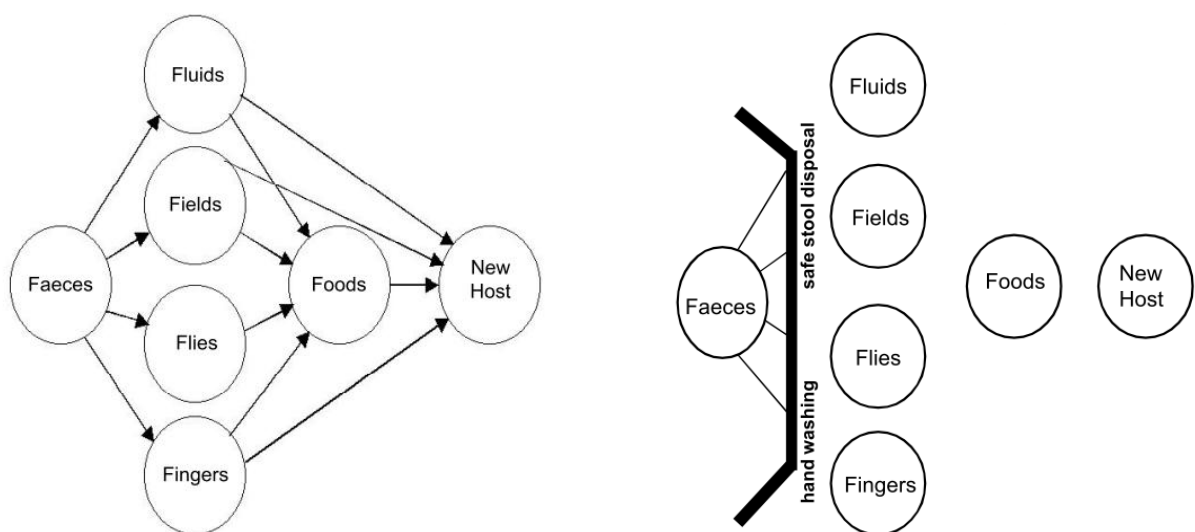 Fluids
Fields
Faeces
Foods
New
Host
Flies
Fingers
Fluids
safe stool disposal
Fields
Faeces
Foods
New
Host
Flies
hand washing
Fingers